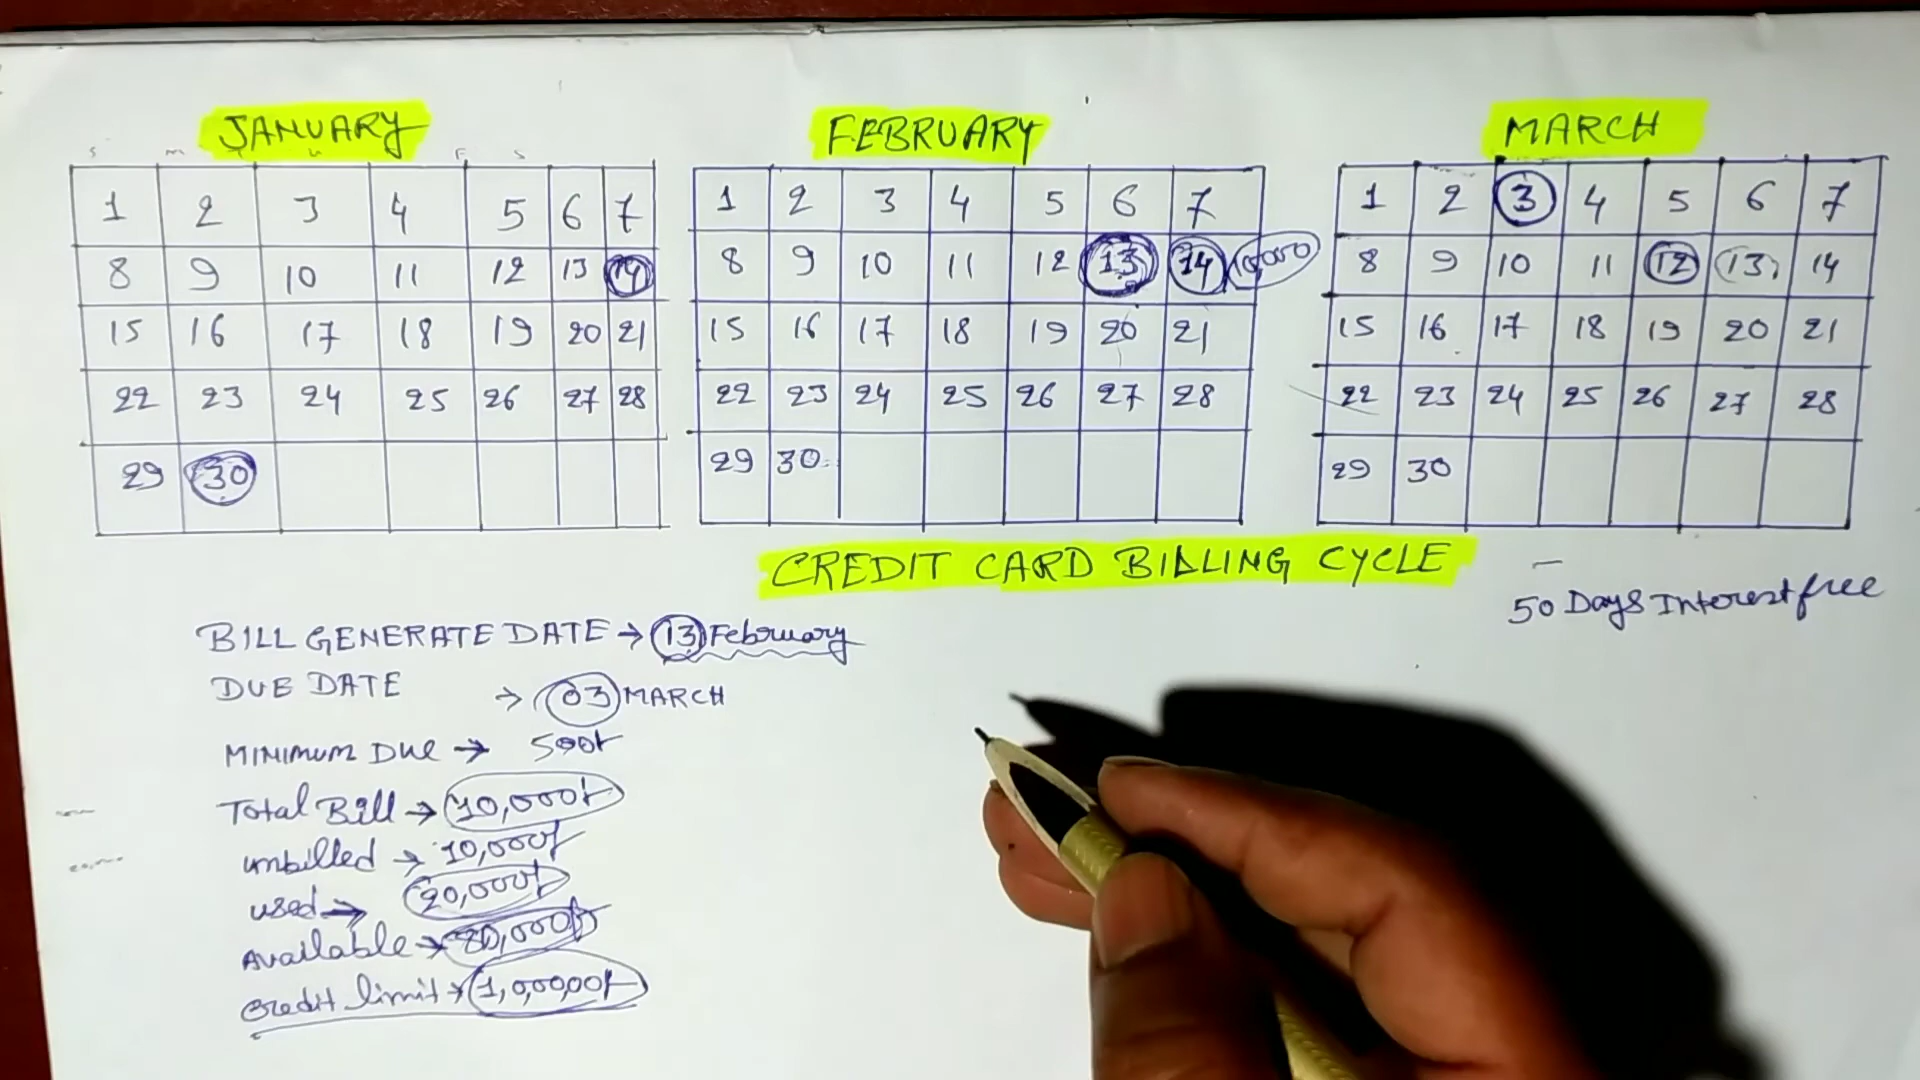 JANUARY
S M T F S
1 2 3 4 5 6 7
8 9 10 11 12 13 14
15 16 17 18 19 20 21
22 23 24 25 26 27 28
29 30
FEBRUARY
1 2 3 4 5 6 7
8 9 10 11 12 13 14 10,000
15 16 17 18 19 20 21
22 23 24 25 26 27 28
29 30
MARCH
1 2 3 4 5 6 7
8 9 10 11 12 13 14
15 16 17 18 19 20 21
22 23 24 25 26 27 28
29 30
CREDIT CARD BILLING CYCLE
50 Days Interest free
BILL GENERATE DATE → 13 February
DUE DATE → 03 MARCH
MINIMUM DUE → 500/-
Total Bill → 10,000/-
unbilled → 10,000/-
used → 20,000/-
Available → 80,000/-
credit limit → 1,00,000/-